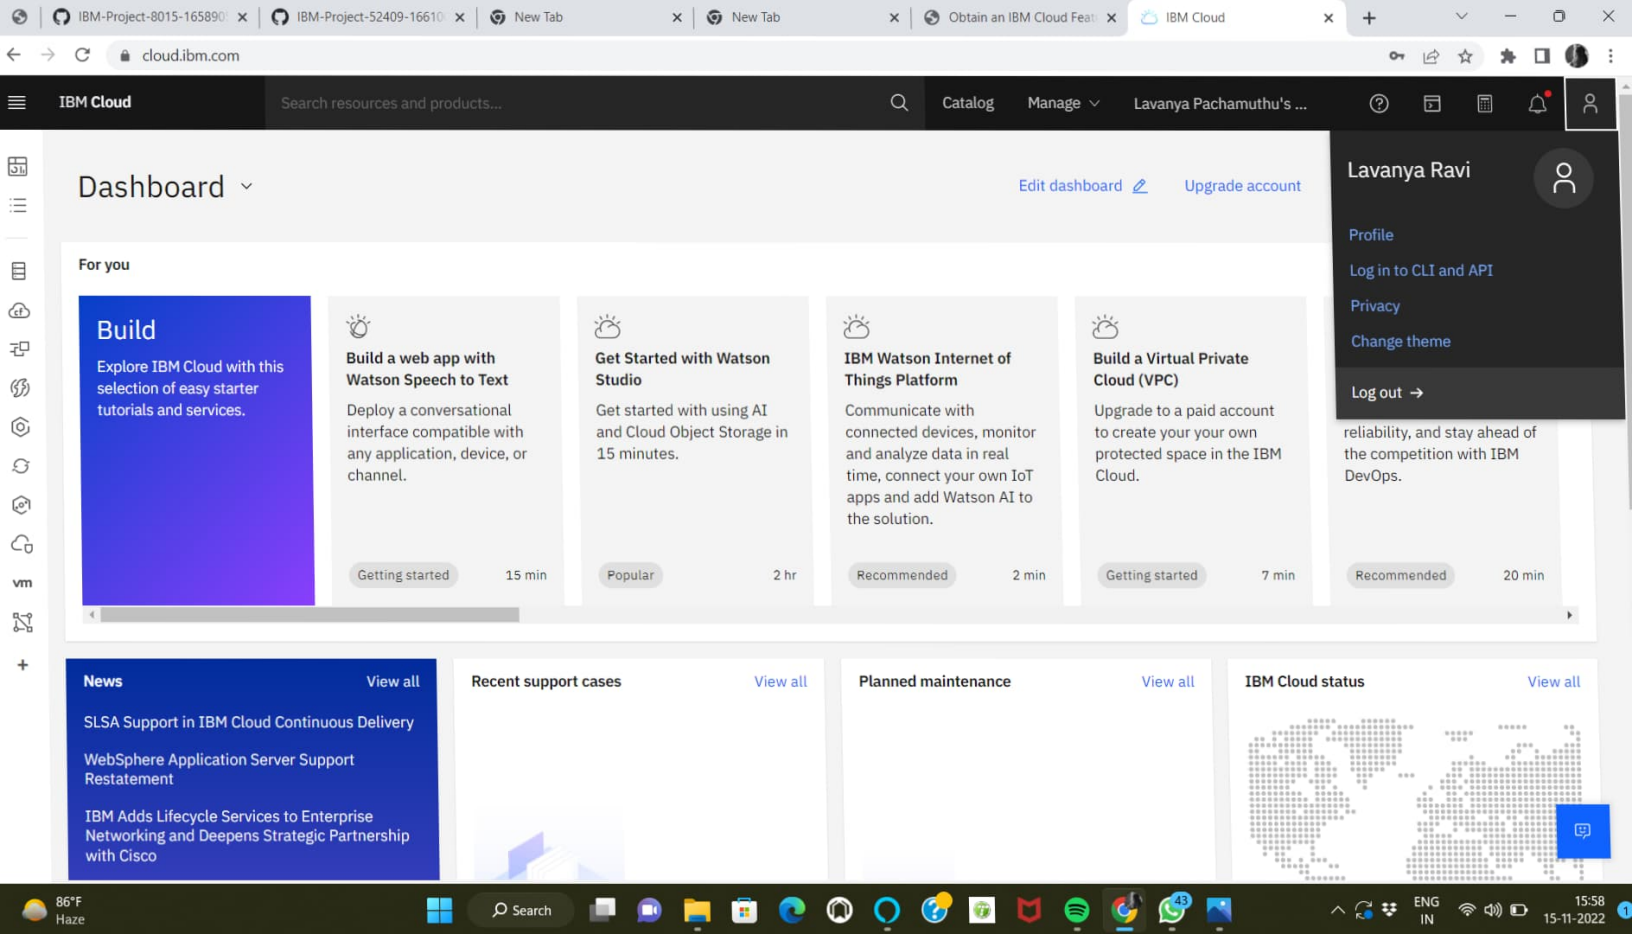 IBM-Project-8015-165890
IBM-Project-52409-16610
New Tab
New Tab
Obtain an IBM Cloud Feat
IBM Cloud
cloud.ibm.com
IBM Cloud
Search resources and products...
Catalog
Manage
Lavanya Pachamuthu's ...
Lavanya Ravi
Profile
Log in to CLI and API
Privacy
Change theme
Log out →
Dashboard
Edit dashboard
Upgrade account
For you
Build
Explore IBM Cloud with this
selection of easy starter
tutorials and services.
Build a web app with
Watson Speech to Text
Deploy a conversational
interface compatible with
any application, device, or
channel.
Getting started
15 min
Get Started with Watson
Studio
Get started with using AI
and Cloud Object Storage in
15 minutes.
Popular
2 hr
IBM Watson Internet of
Things Platform
Communicate with
connected devices, monitor
and analyze data in real
time, connect your own IoT
apps and add Watson AI to
the solution.
Recommended
2 min
Build a Virtual Private
Cloud (VPC)
Upgrade to a paid account
to create your your own
protected space in the IBM
Cloud.
Getting started
7 min
reliability, and stay ahead of
the competition with IBM
DevOps.
Recommended
20 min
vm
News
View all
SLSA Support in IBM Cloud Continuous Delivery
WebSphere Application Server Support
Restatement
IBM Adds Lifecycle Services to Enterprise
Networking and Deepens Strategic Partnership
with Cisco
Recent support cases
View all
Planned maintenance
View all
IBM Cloud status
View all
86°F
Haze
Search
43
ENG
IN
15:58
15-11-2022
1